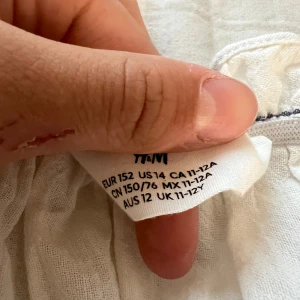 H&M
EUR 152 US 14 CA 11-12A
CN 150/76 MX 11-12A
AUS 12 UK 11-12Y